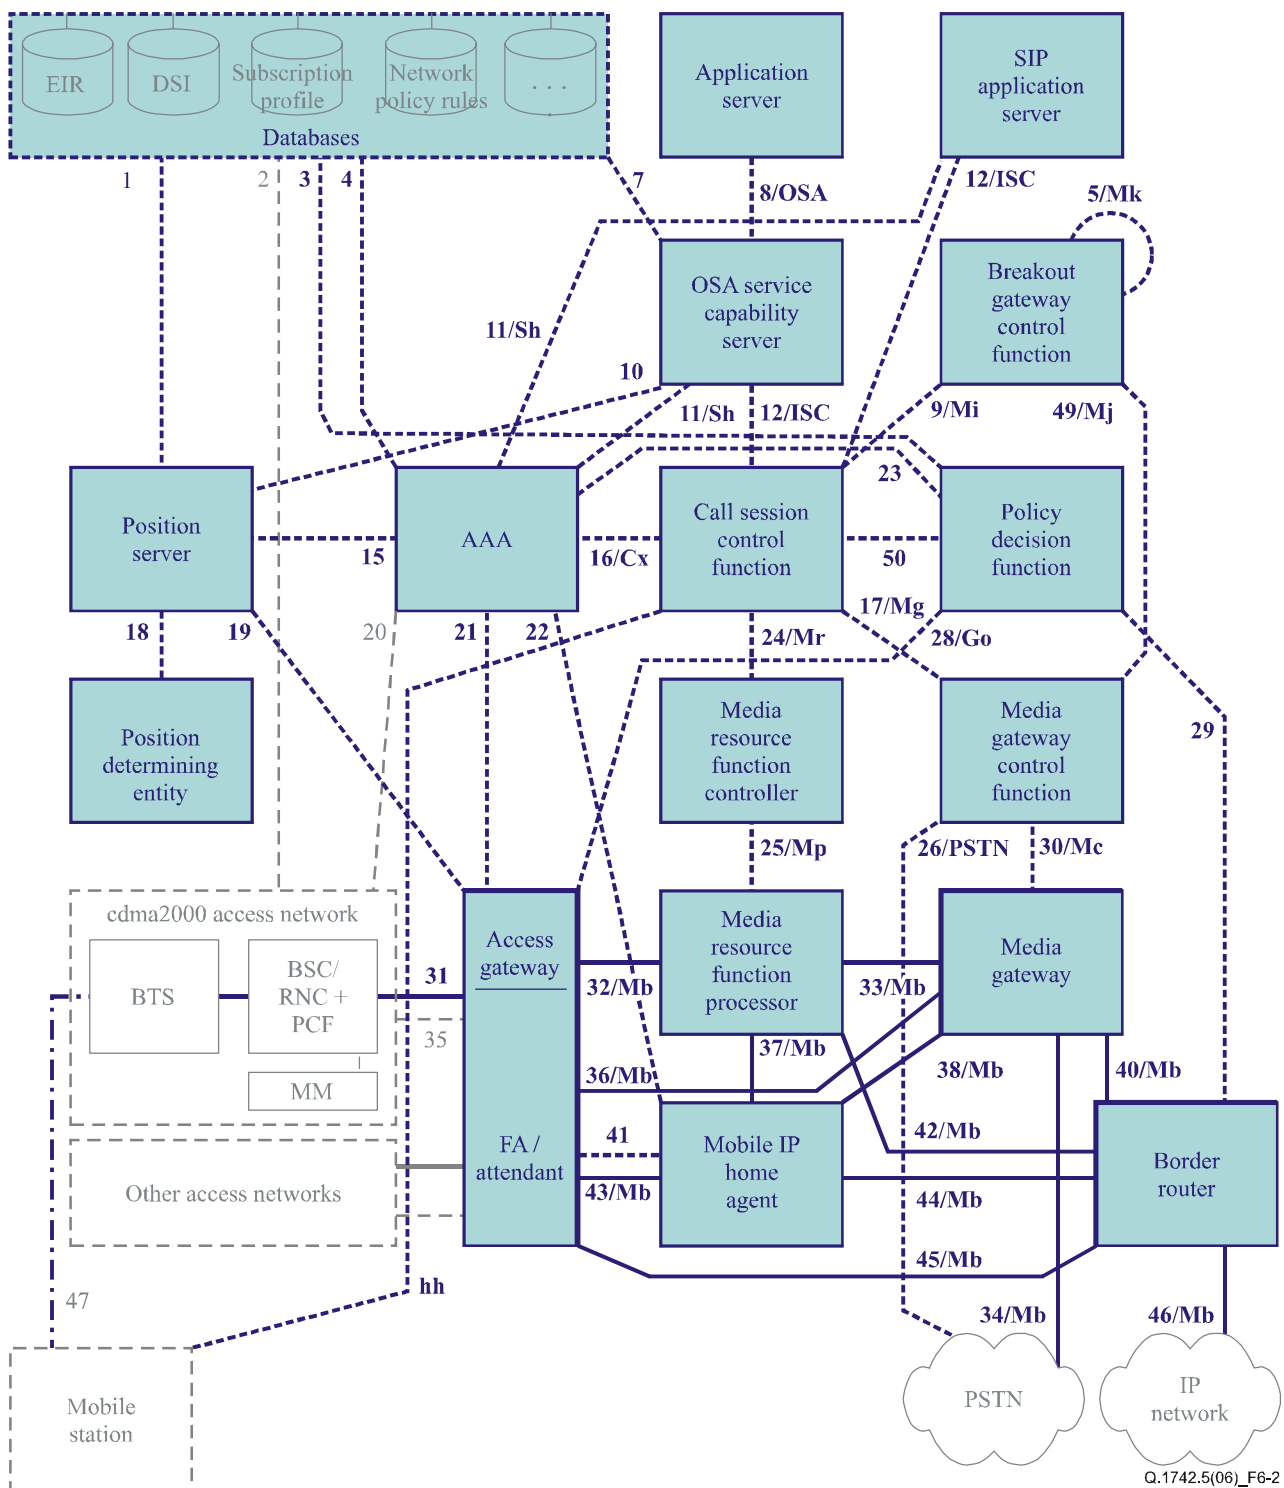 EIR
DSI
Subscription
profile
Network
policy rules
. . .
.
Databases
Application
server
SIP
application
server
1
2
3
4
7
8/OSA
12/ISC
5/Mk
OSA service
capability
server
Breakout
gateway
control
function
11/Sh
10
11/Sh
12/ISC
9/Mi
49/Mj
23
Position
server
15
AAA
16/Cx
Call session
control
function
50
Policy
decision
function
18
19
20
21
22
17/Mg
24/Mr
28/Go
Position
determining
entity
Media
resource
function
controller
Media
gateway
control
function
29
25/Mp
26/PSTN
30/Mc
cdma2000 access network
BTS
BSC/
RNC +
PCF
MM
31
35
Access
gateway
32/Mb
Media
resource
function
processor
33/Mb
Media
gateway
37/Mb
36/Mb
38/Mb
40/Mb
Other access networks
FA /
attendant
41
43/Mb
Mobile IP
home
agent
42/Mb
44/Mb
Border
router
45/Mb
hh
47
34/Mb
46/Mb
Mobile
station
PSTN
IP
network
Q.1742.5(06)_F6-2